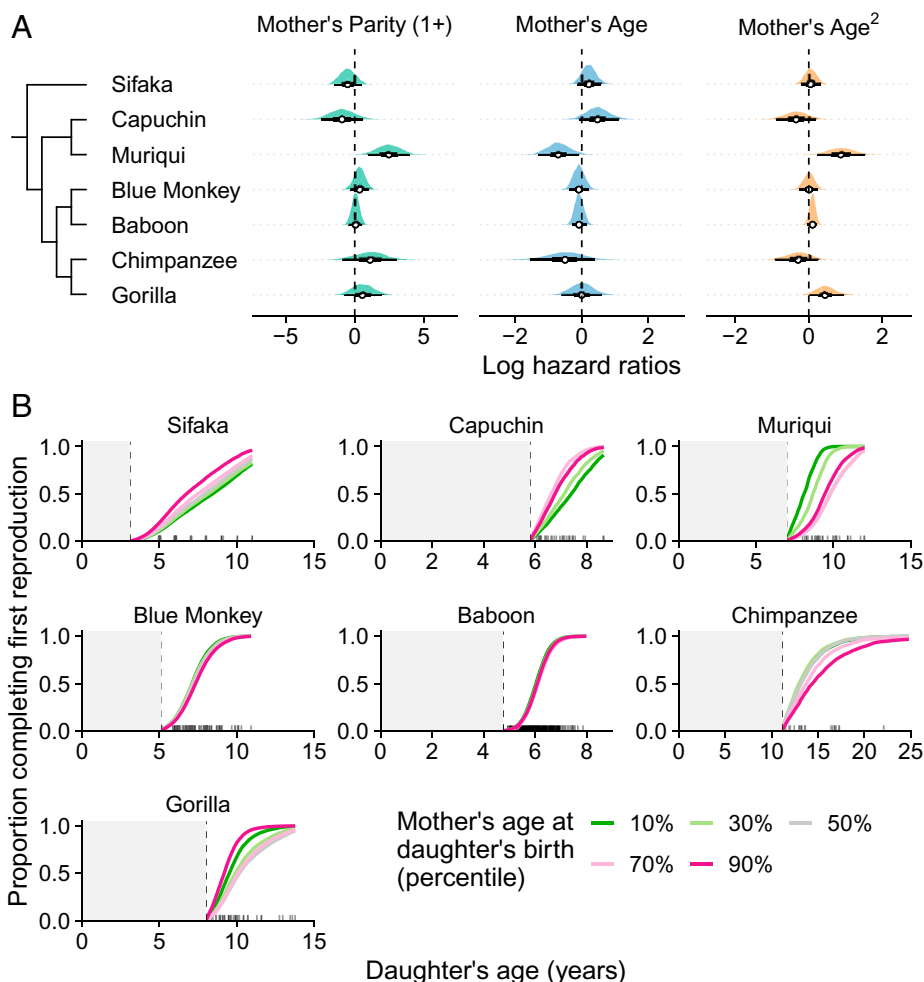 A
Mother's Parity (1+) Mother's Age Mother's Age²
Sifaka
Capuchin
Muriqui
Blue Monkey
Baboon
Chimpanzee
Gorilla
−5 0 5 −2 0 2 −2 0 2
Log hazard ratios
B
Proportion completing first reproduction
Sifaka Capuchin Muriqui
1.0 1.0 1.0
0.5 0.5 0.5
0.0 0.0 0.0
0 5 10 15 0 2 4 6 8 0 5 10 15
Blue Monkey Baboon Chimpanzee
1.0 1.0 1.0
0.5 0.5 0.5
0.0 0.0 0.0
0 5 10 15 0 2 4 6 8 0 5 10 15 20 25
Gorilla
1.0
0.5
0.0
0 5 10 15
Mother's age at
daughter's birth
(percentile)
10% 30% 50%
70% 90%
Daughter's age (years)